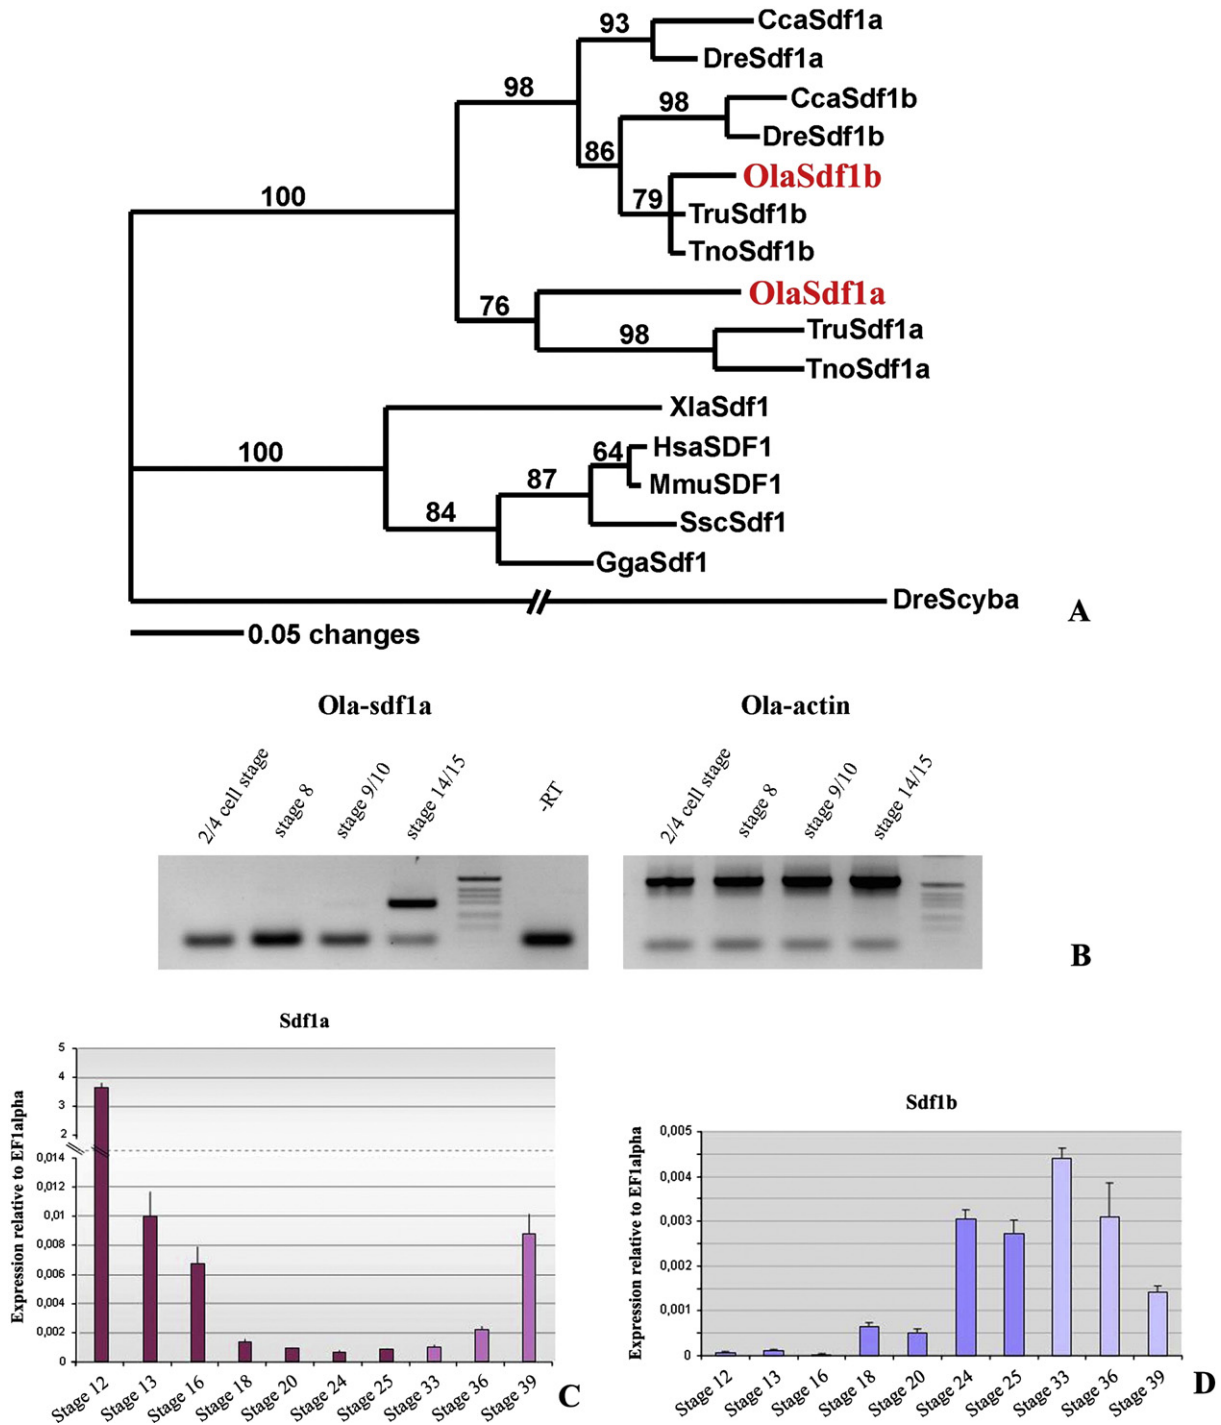 93
CcaSdf1a
DreSdf1a
98
98
CcaSdf1b
DreSdf1b
86
OlaSdf1b
79
TruSdf1b
TnoSdf1b
100
OlaSdf1a
76
TruSdf1a
98
TnoSdf1a
XlaSdf1
100
64
HsaSDF1
87
MmuSDF1
84
SscSdf1
GgaSdf1
DreScyba
0.05 changes
A
Ola-sdf1a
Ola-actin
2/4 cell stage
stage 8
stage 9/10
stage 14/15
-RT
2/4 cell stage
stage 8
stage 9/10
stage 14/15
B
Sdf1a
Expression relative to EF1alpha
5
4
3
2
0,014
0,012
0,01
0,008
0,006
0,004
0,002
0
Stage 12
Stage 13
Stage 16
Stage 18
Stage 20
Stage 24
Stage 25
Stage 33
Stage 36
Stage 39
C
Sdf1b
Expression relative to EF1alpha
0,005
0,004
0,003
0,002
0,001
0
Stage 12
Stage 13
Stage 16
Stage 18
Stage 20
Stage 24
Stage 25
Stage 33
Stage 36
Stage 39
D